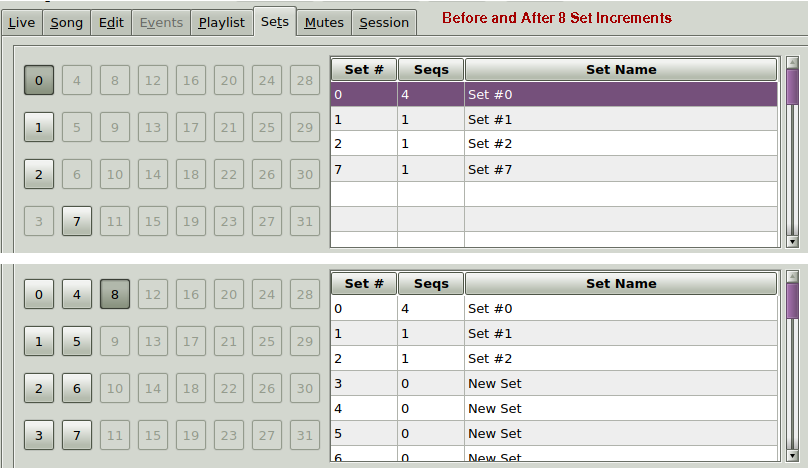 Live Song Edit Events Playlist Sets Mutes Session Before and After 8 Set Increments
0 4 8 12 16 20 24 28
1 5 9 13 17 21 25 29
2 6 10 14 18 22 26 30
3 7 11 15 19 23 27 31
Set # Seqs Set Name
0 4 Set #0
1 1 Set #1
2 1 Set #2
7 1 Set #7
0 4 8 12 16 20 24 28
1 5 9 13 17 21 25 29
2 6 10 14 18 22 26 30
3 7 11 15 19 23 27 31
Set # Seqs Set Name
0 4 Set #0
1 1 Set #1
2 1 Set #2
3 0 New Set
4 0 New Set
5 0 New Set
6 0 New Set